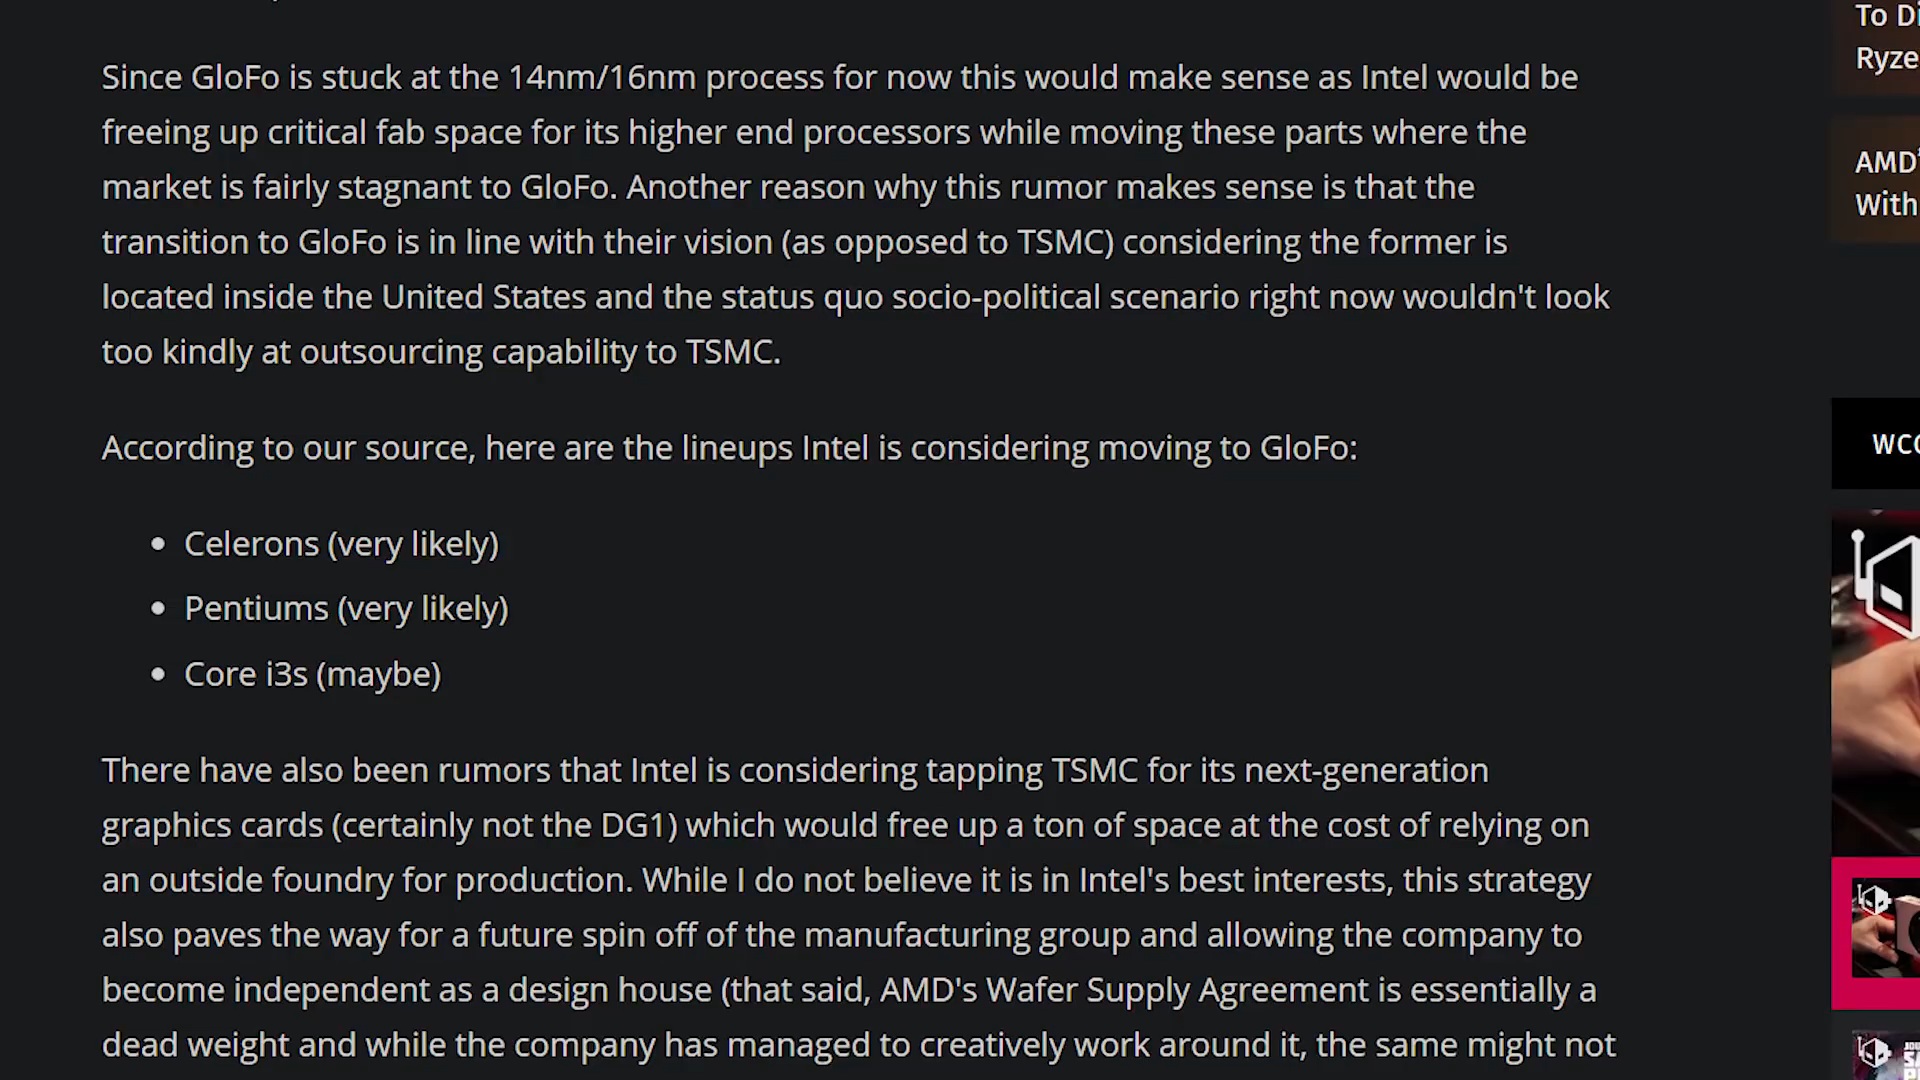 Since GloFo is stuck at the 14nm/16nm process for now this would make sense as Intel would be
freeing up critical fab space for its higher end processors while moving these parts where the
market is fairly stagnant to GloFo. Another reason why this rumor makes sense is that the
transition to GloFo is in line with their vision (as opposed to TSMC) considering the former is
located inside the United States and the status quo socio-political scenario right now wouldn't look
too kindly at outsourcing capability to TSMC.
According to our source, here are the lineups Intel is considering moving to GloFo:
• Celerons (very likely)
• Pentiums (very likely)
• Core i3s (maybe)
There have also been rumors that Intel is considering tapping TSMC for its next-generation
graphics cards (certainly not the DG1) which would free up a ton of space at the cost of relying on
an outside foundry for production. While I do not believe it is in Intel's best interests, this strategy
also paves the way for a future spin off of the manufacturing group and allowing the company to
become independent as a design house (that said, AMD's Wafer Supply Agreement is essentially a
dead weight and while the company has managed to creatively work around it, the same might not
To Di
Ryze
AMD'
With
WCC